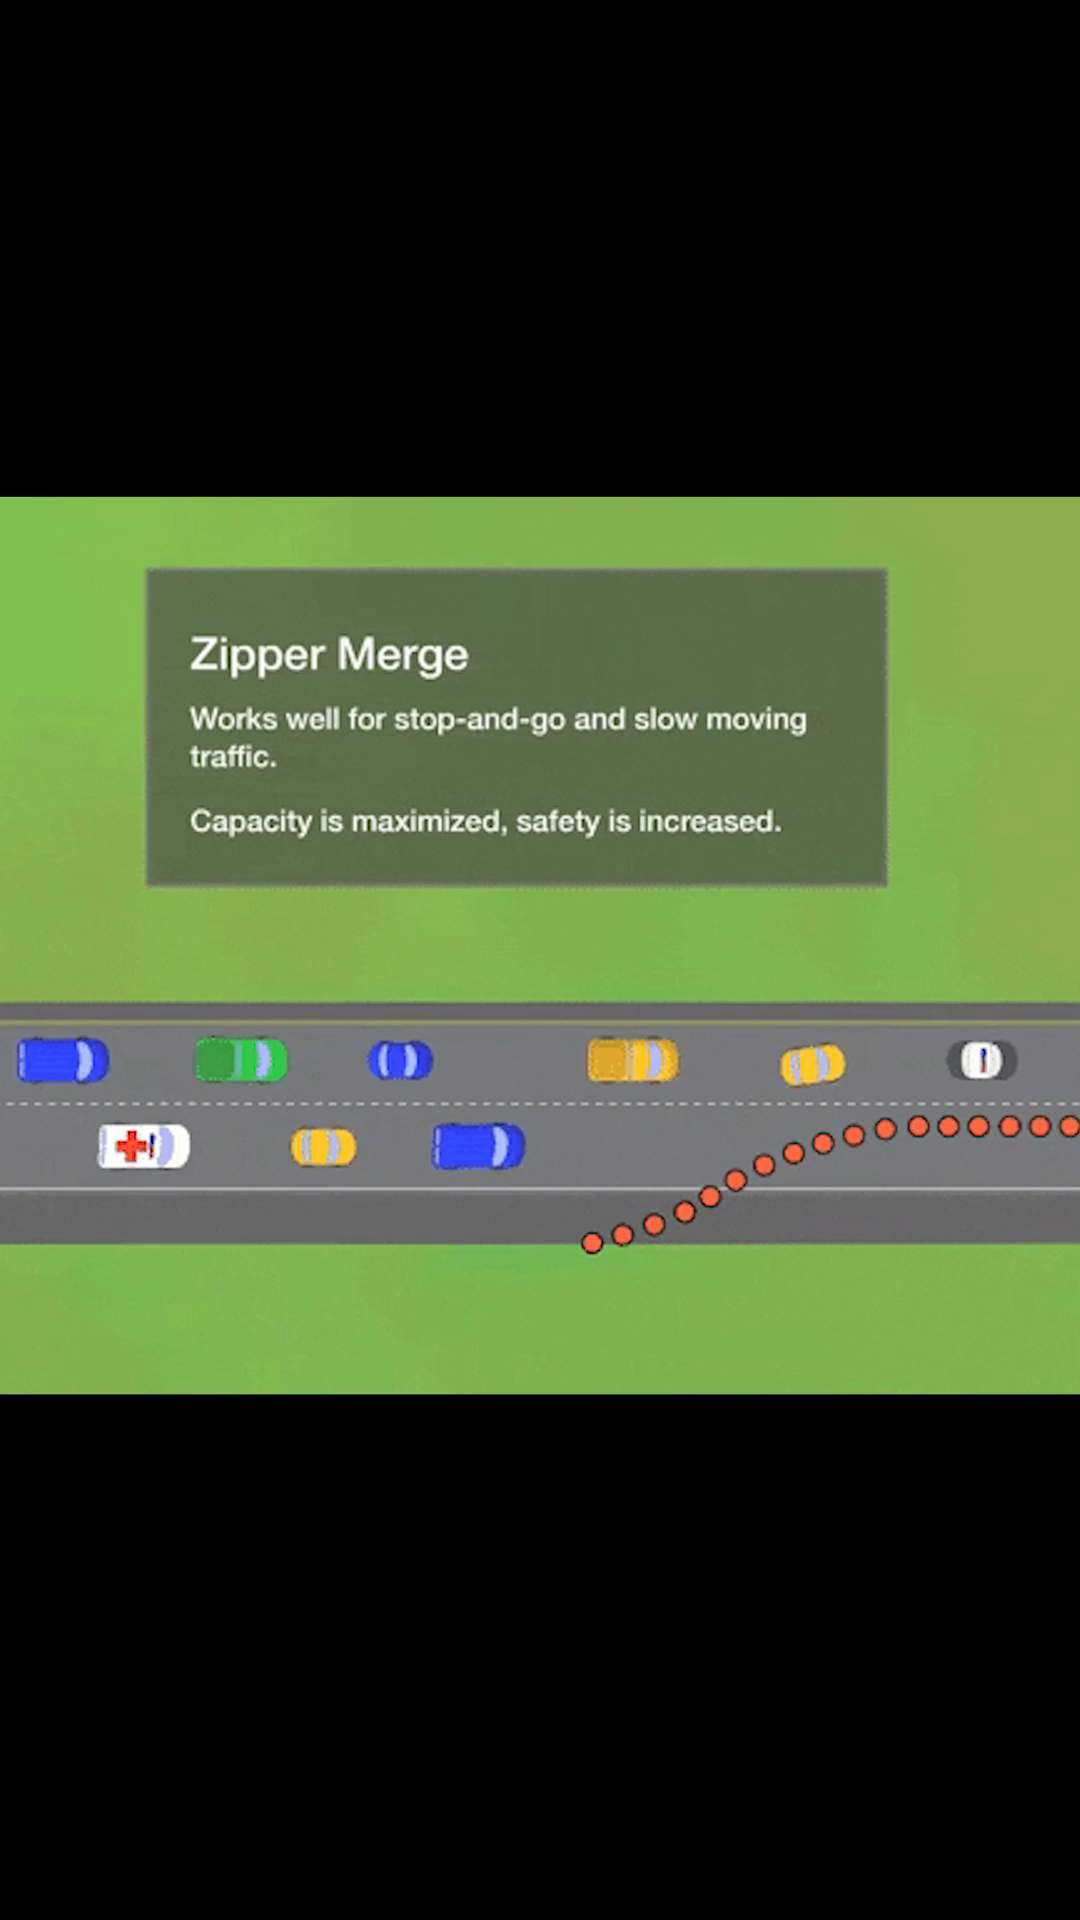 Zipper Merge
Works well for stop-and-go and slow moving
traffic.
Capacity is maximized, safety is increased.